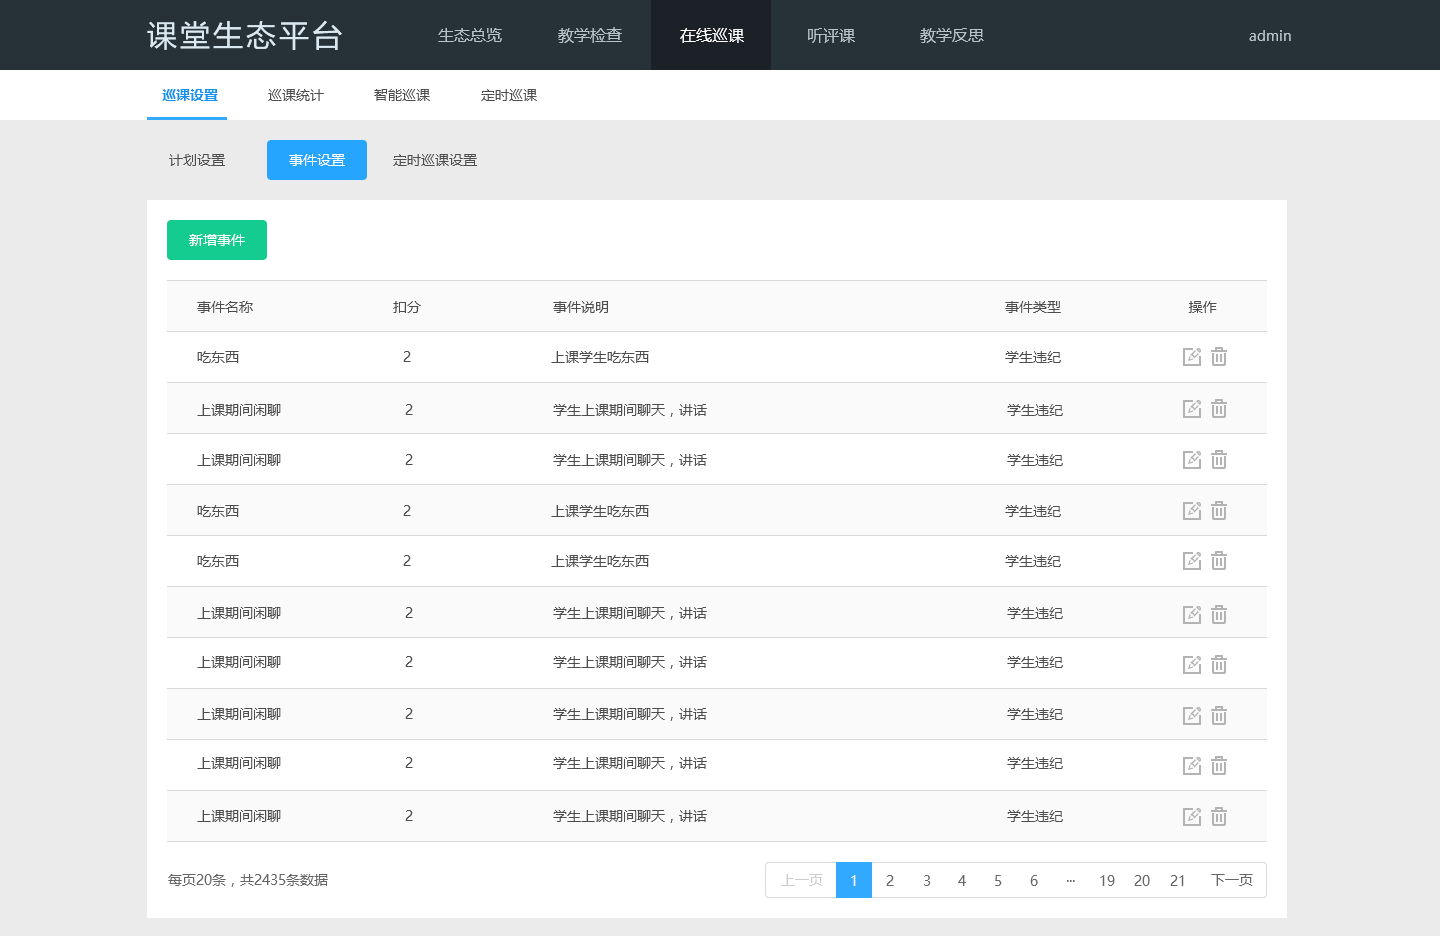 课堂生态平台 生态总览 教学检查 在线巡课 听评课 教学反思 admin
巡课设置 巡课统计 智能巡课 定时巡课
计划设置 事件设置 定时巡课设置
新增事件
事件名称 扣分 事件说明 事件类型 操作
吃东西 2 上课学生吃东西 学生违纪
上课期间闲聊 2 学生上课期间聊天，讲话 学生违纪
上课期间闲聊 2 学生上课期间聊天，讲话 学生违纪
吃东西 2 上课学生吃东西 学生违纪
吃东西 2 上课学生吃东西 学生违纪
上课期间闲聊 2 学生上课期间聊天，讲话 学生违纪
上课期间闲聊 2 学生上课期间聊天，讲话 学生违纪
上课期间闲聊 2 学生上课期间聊天，讲话 学生违纪
上课期间闲聊 2 学生上课期间聊天，讲话 学生违纪
上课期间闲聊 2 学生上课期间聊天，讲话 学生违纪
每页20条，共2435条数据 上一页 1 2 3 4 5 6 ··· 19 20 21 下一页